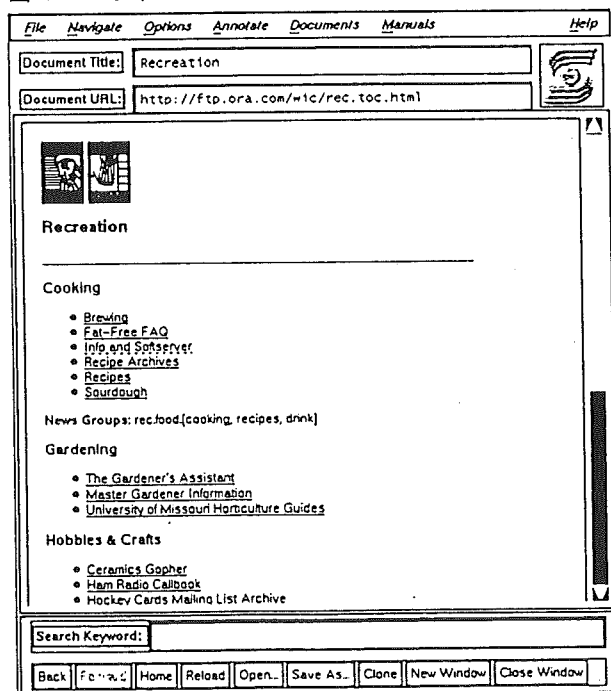 File Navigate Options Annotate Documents Manuals Help
Document Title: Recreation
Document URL: http://ftp.ora.com/wic/rec.toc.html
Recreation
Cooking
• Brewing
• Fat-Free FAQ
• Info and Softserver
• Recipe Archives
• Recipes
• Sourdough
News Groups: rec.food.[cooking, recipes, drink]
Gardening
• The Gardener's Assistant
• Master Gardener Information
• University of Missouri Horticulture Guides
Hobbies & Crafts
• Ceramics Gopher
• Ham Radio Callbook
• Hockey Cards Mailing List Archive
Search Keyword:
Back Forward Home Reload Open... Save As... Clone New Window Close Window